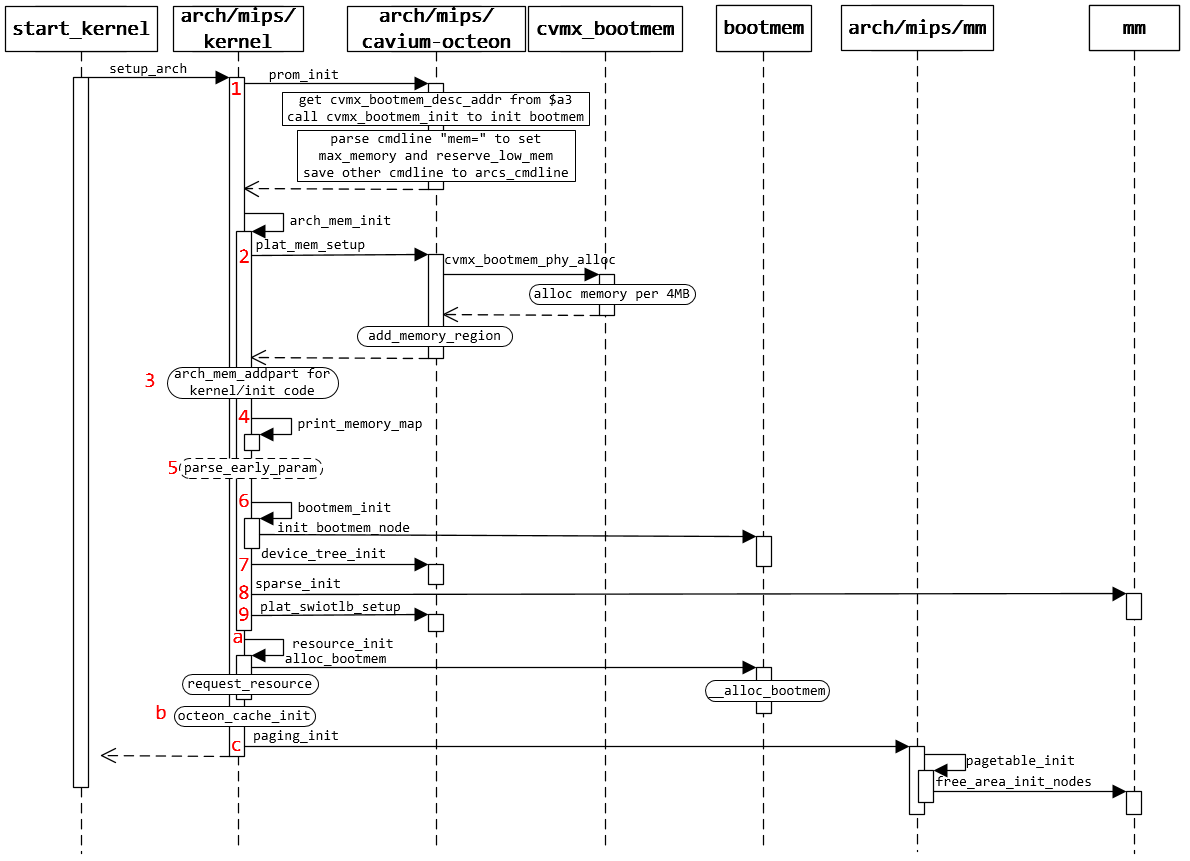 start_kernel
arch/mips/
kernel
arch/mips/
cavium-octeon
cvmx_bootmem
bootmem
arch/mips/mm
mm
setup_arch
1
prom_init
get cvmx_bootmem_desc_addr from $a3
call cvmx_bootmem_init to init bootmem
parse cmdline "mem=" to set
max_memory and reserve_low_mem
save other cmdline to arcs_cmdline
arch_mem_init
2
plat_mem_setup
cvmx_bootmem_phy_alloc
alloc memory per 4MB
add_memory_region
3
arch_mem_addpart for
kernel/init code
4
print_memory_map
5
parse_early_param
6
bootmem_init
init_bootmem_node
7
device_tree_init
8
sparse_init
9
plat_swiotlb_setup
a
resource_init
alloc_bootmem
request_resource
__alloc_bootmem
b
octeon_cache_init
c
paging_init
pagetable_init
free_area_init_nodes